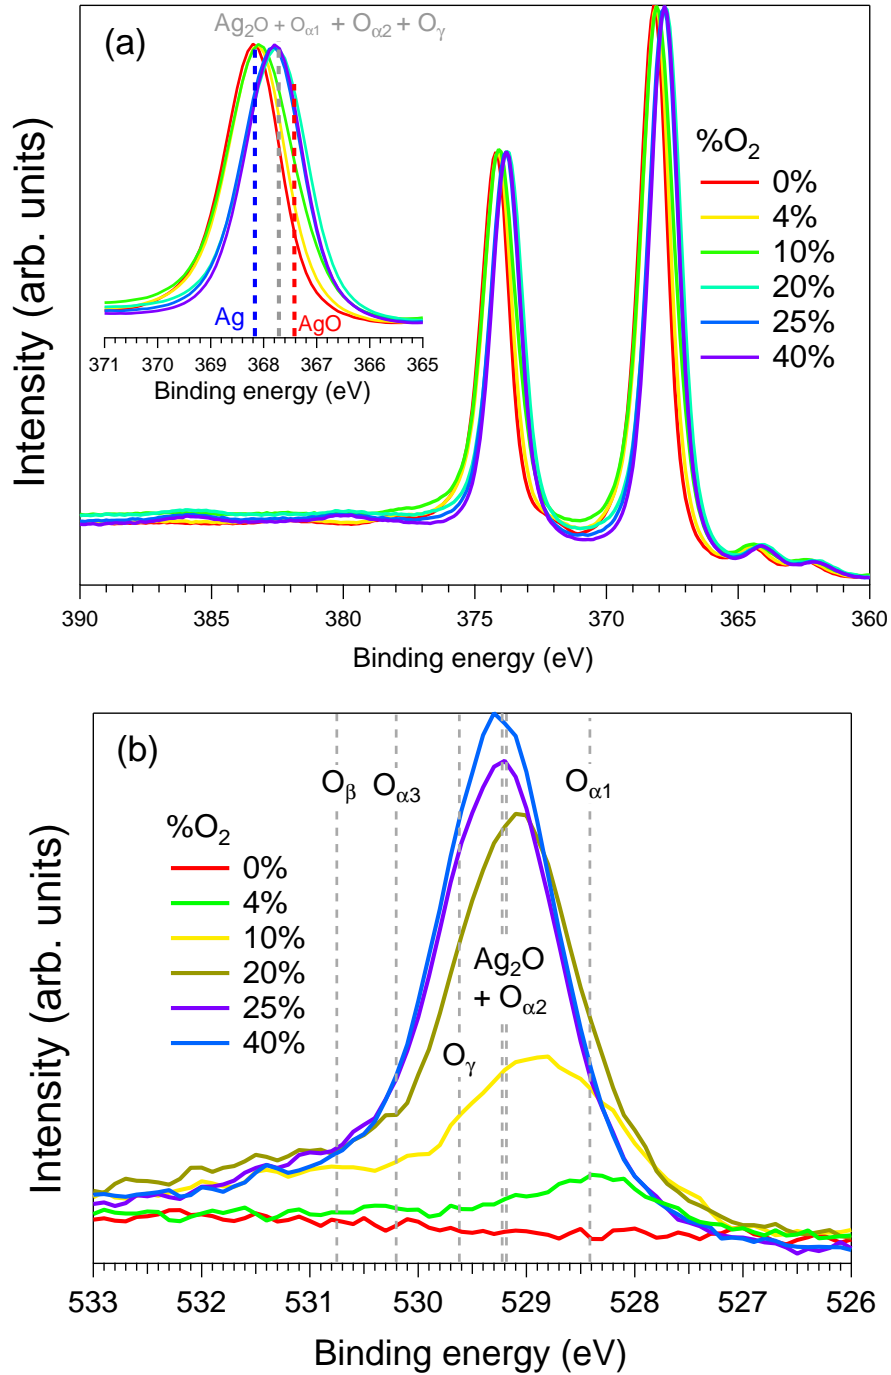 (a)
Ag₂O + Oα1 + Oα2 + Oγ
Ag
AgO
371 370 369 368 367 366 365
Binding energy (eV)
%O₂
0%
4%
10%
20%
25%
40%
Intensity (arb. units)
390 385 380 375 370 365 360
Binding energy (eV)
(b)
Oβ Oα3 Oα1
%O₂
0%
4%
10%
20%
25%
40%
Ag₂O
+ Oα2
Oγ
Intensity (arb. units)
533 532 531 530 529 528 527 526
Binding energy (eV)